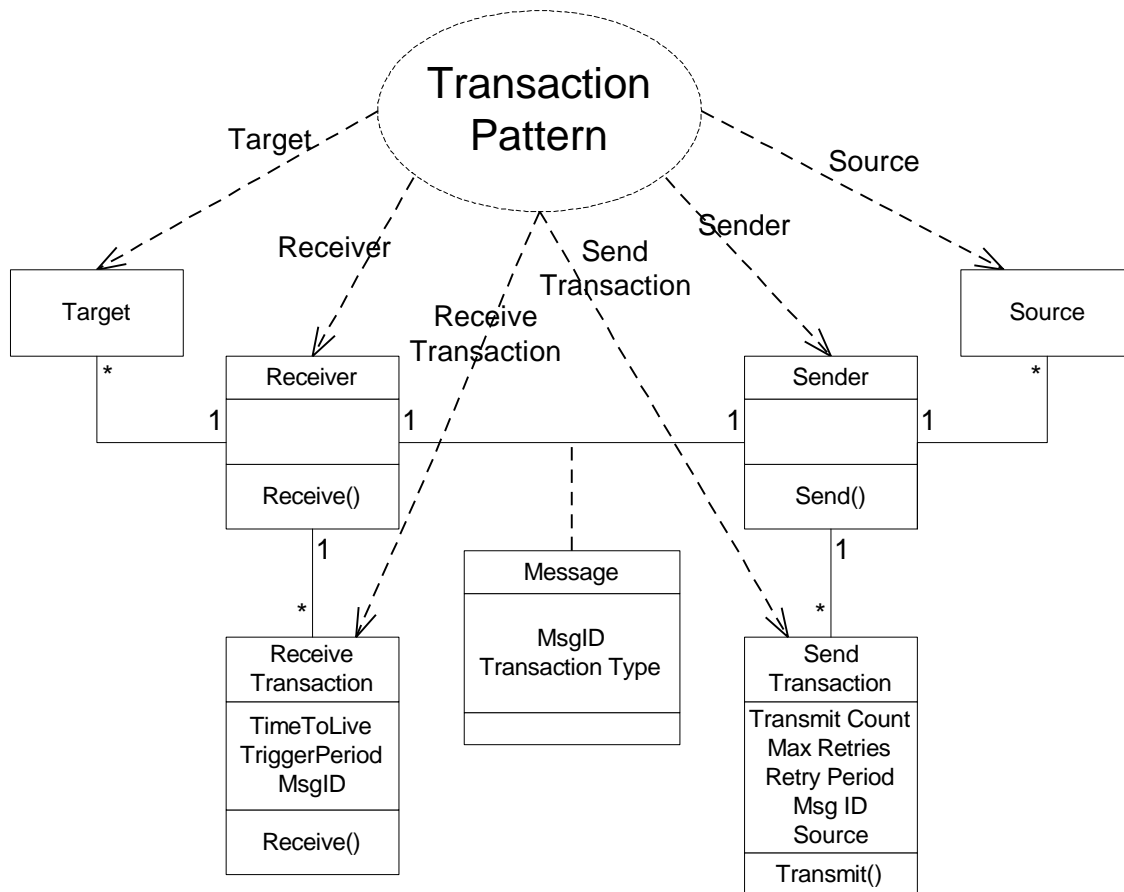 Transaction
Pattern
Target
Source
Receiver
Sender
Send
Transaction
Receive
Transaction
Target
Source
*
*
Receiver
Sender
1
1
1
1
Receive()
Send()
1
1
Message
*
*
MsgID
Transaction Type
Receive
Transaction
TimeToLive
TriggerPeriod
MsgID
Receive()
Send
Transaction
Transmit Count
Max Retries
Retry Period
Msg ID
Source
Transmit()